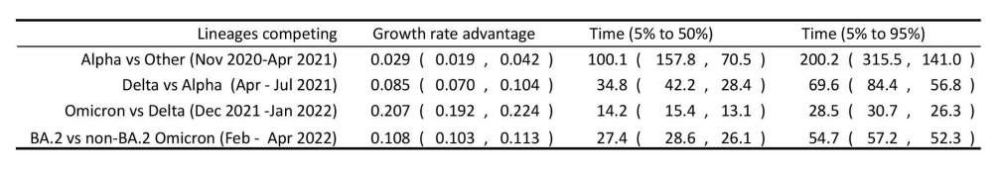 Lineages competing Growth rate advantage Time (5% to 50%) Time (5% to 95%)
Alpha vs Other (Nov 2020-Apr 2021) 0.029 ( 0.019 , 0.042 ) 100.1 ( 157.8 , 70.5 ) 200.2 ( 315.5 , 141.0 )
Delta vs Alpha (Apr - Jul 2021) 0.085 ( 0.070 , 0.104 ) 34.8 ( 42.2 , 28.4 ) 69.6 ( 84.4 , 56.8 )
Omicron vs Delta (Dec 2021 -Jan 2022) 0.207 ( 0.192 , 0.224 ) 14.2 ( 15.4 , 13.1 ) 28.5 ( 30.7 , 26.3 )
BA.2 vs non-BA.2 Omicron (Feb - Apr 2022) 0.108 ( 0.103 , 0.113 ) 27.4 ( 28.6 , 26.1 ) 54.7 ( 57.2 , 52.3 )